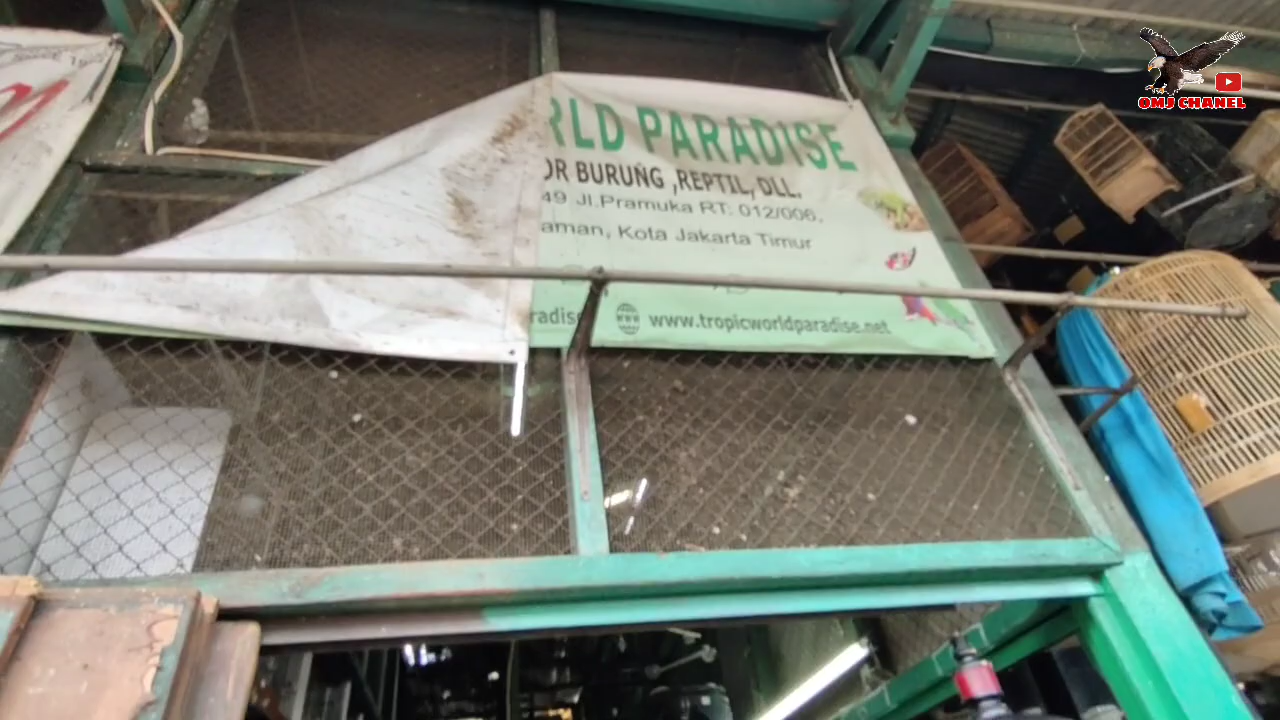 RLD PARADISE
OR BURUNG ,REPTIL, DLL.
49 Jl.Pramuka RT: 012/006,
aman, Kota Jakarta Timur
radis
www.tropicworldparadise.net
OMJ CHANEL